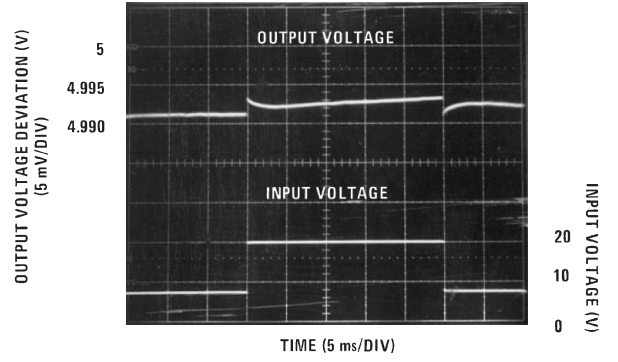 OUTPUT VOLTAGE DEVIATION (V)
(5 mV/DIV)
5
4.995
4.990
OUTPUT VOLTAGE
INPUT VOLTAGE
20
10
0
INPUT VOLTAGE (V)
TIME (5 ms/DIV)